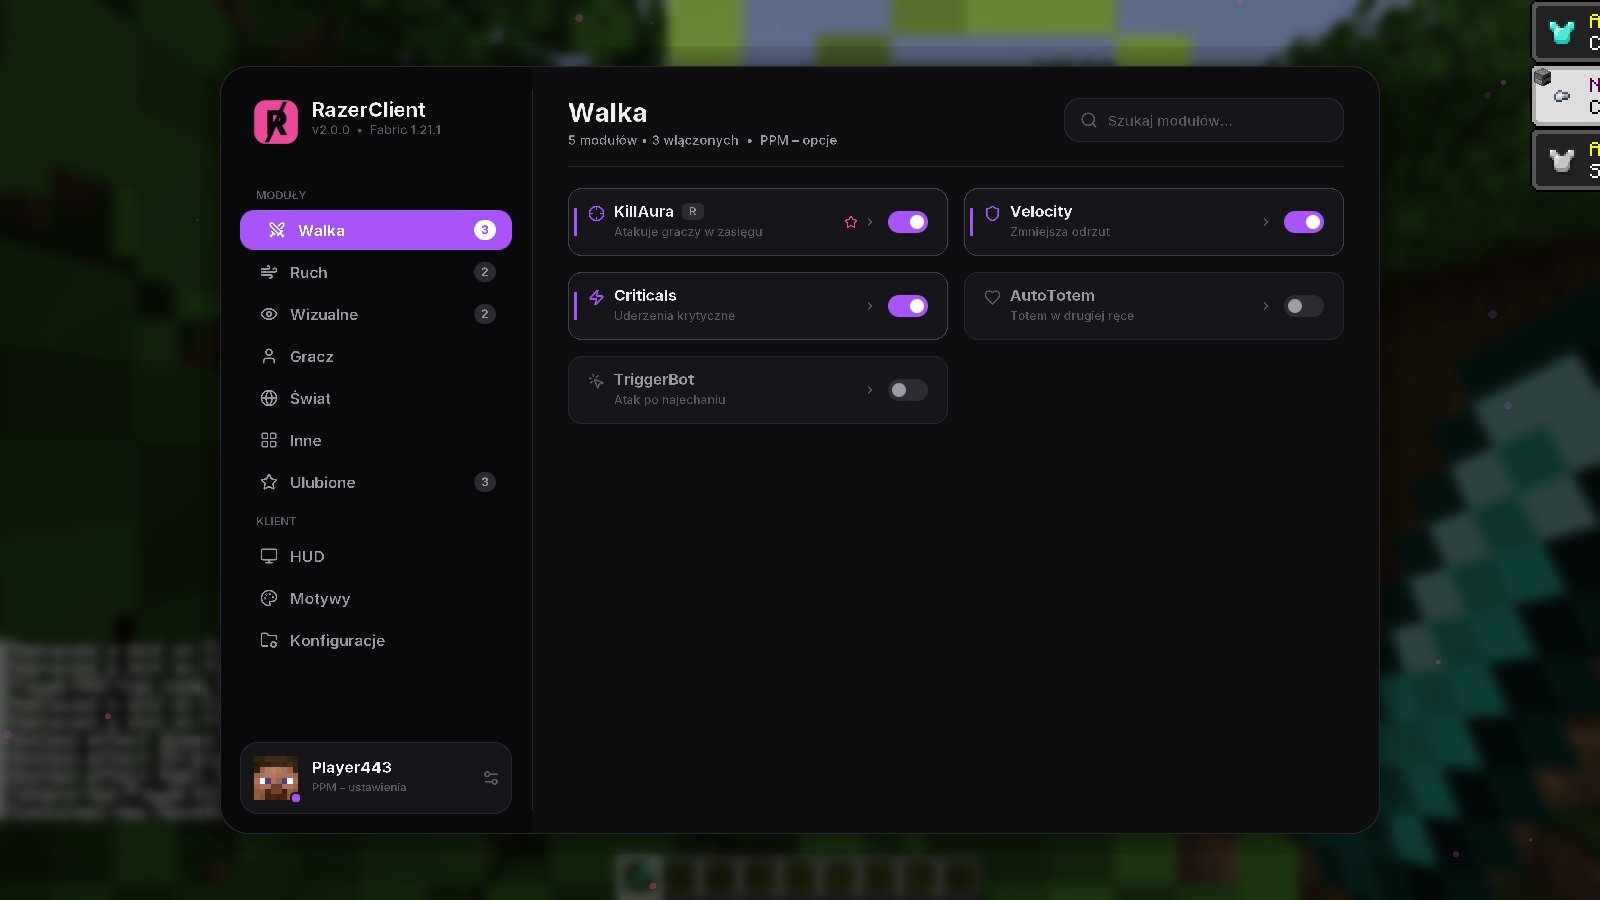 RazerClient
v2.0.0 • Fabric 1.21.1
MODUŁY
Walka 3
Ruch 2
Wizualne 2
Gracz
Świat
Inne
Ulubione 3
KLIENT
HUD
Motywy
Konfiguracje
Player443
PPM – ustawienia
Walka
5 modułów • 3 włączonych • PPM – opcje
Szukaj modułów...
KillAura R
Atakuje graczy w zasięgu
Velocity
Zmniejsza odrzut
Criticals
Uderzenia krytyczne
AutoTotem
Totem w drugiej ręce
TriggerBot
Atak po najechaniu